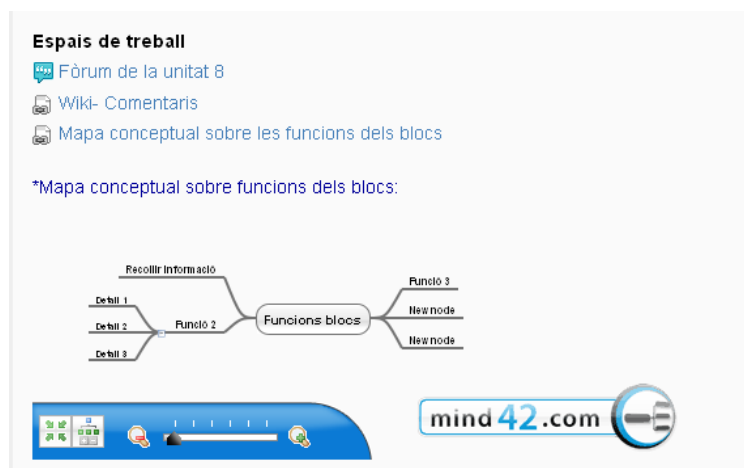 Espais de treball
Fòrum de la unitat 8
Wiki- Comentaris
Mapa conceptual sobre les funcions dels blocs
*Mapa conceptual sobre funcions dels blocs:
Recollir Informació
Detall 1
Detall 2
Detall 3
Funció 2
Funcions blocs
Funció 3
New node
New node
mind42.com